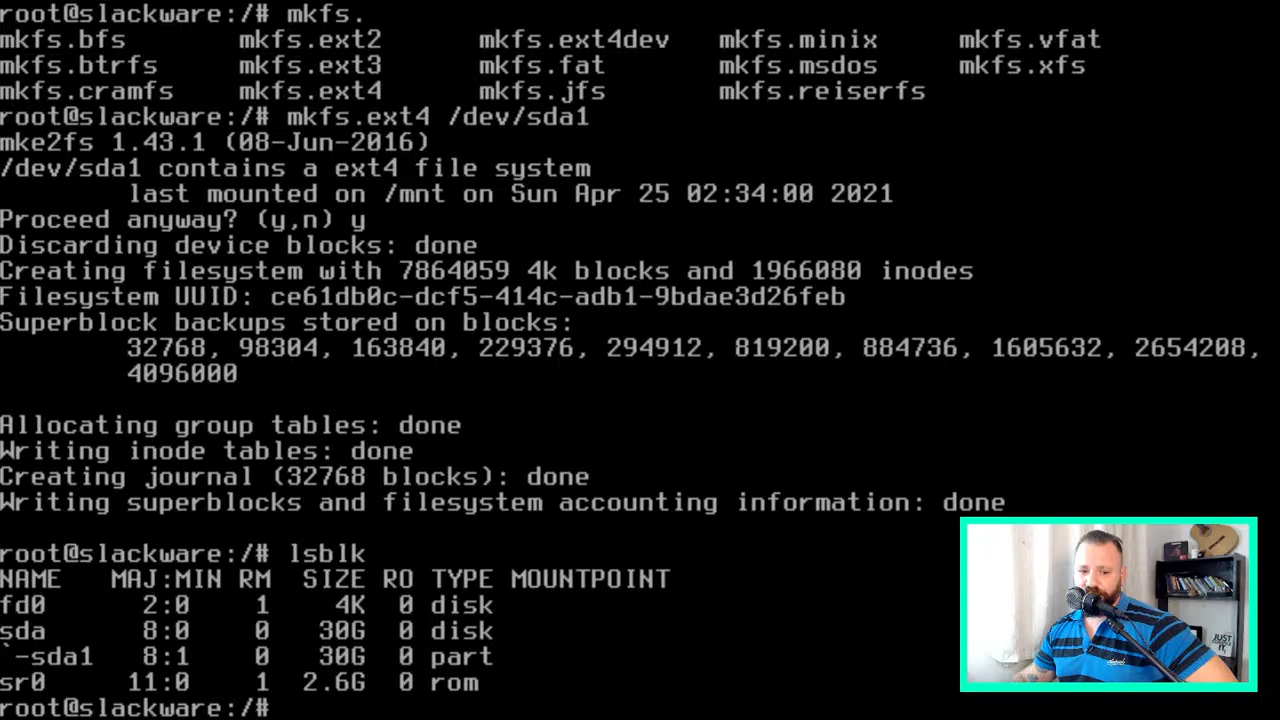 root@slackware:/# mkfs.
mkfs.bfs mkfs.ext2 mkfs.ext4dev mkfs.minix mkfs.vfat
mkfs.btrfs mkfs.ext3 mkfs.fat mkfs.msdos mkfs.xfs
mkfs.cramfs mkfs.ext4 mkfs.jfs mkfs.reiserfs
root@slackware:/# mkfs.ext4 /dev/sda1
mke2fs 1.43.1 (08-Jun-2016)
/dev/sda1 contains a ext4 file system
last mounted on /mnt on Sun Apr 25 02:34:00 2021
Proceed anyway? (y,n) y
Discarding device blocks: done
Creating filesystem with 7864059 4k blocks and 1966080 inodes
Filesystem UUID: ce61db0c-dcf5-414c-adb1-9bdae3d26feb
Superblock backups stored on blocks:
32768, 98304, 163840, 229376, 294912, 819200, 884736, 1605632, 2654208,
4096000
Allocating group tables: done
Writing inode tables: done
Creating journal (32768 blocks): done
Writing superblocks and filesystem accounting information: done
root@slackware:/# lsblk
NAME MAJ:MIN RM SIZE RO TYPE MOUNTPOINT
fd0 2:0 1 4K 0 disk
sda 8:0 0 30G 0 disk
`-sda1 8:1 0 30G 0 part
sr0 11:0 1 2.6G 0 rom
root@slackware:/#
JUST
IT.